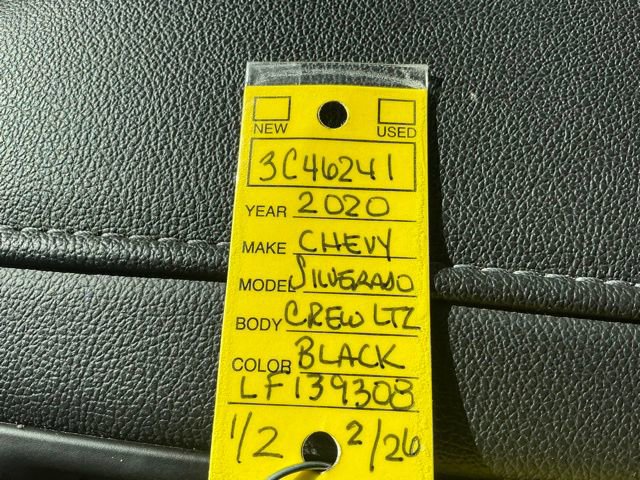 NEW USED
3C46241
YEAR 2020
MAKE CHEVY
MODEL SILVERADO
BODY CREW LTZ
COLOR BLACK
LF139308
1/2 2/26